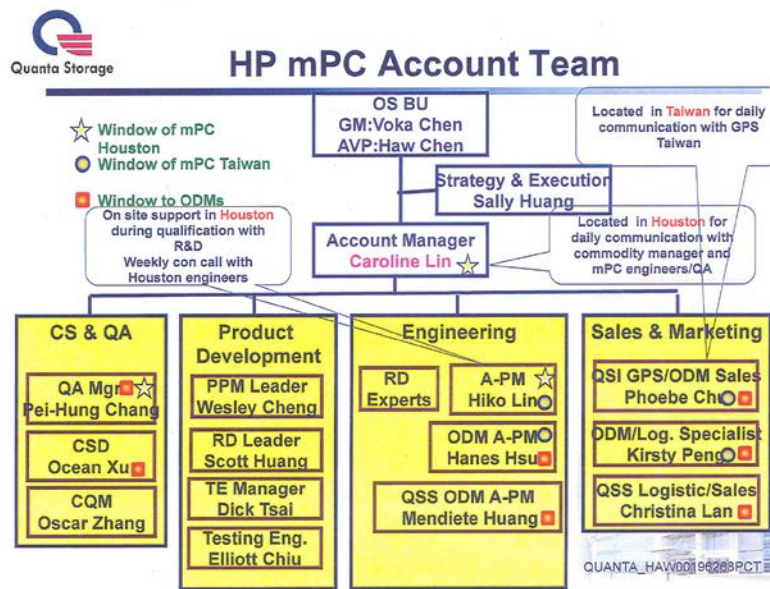 Quanta Storage
HP mPC Account Team
OS BU
GM:Voka Chen
AVP:Haw Chen
Window of mPC
Houston
Window of mPC Taiwan
Window to ODMs
Located in Taiwan for daily
communication with GPS
Taiwan
Strategy & Execution
Sally Huang
On site support in Houston
during qualification with
R&D
Weekly con call with
Houston engineers
Account Manager
Caroline Lin
Located in Houston for
daily communication with
commodity manager and
mPC engineers/QA
CS & QA
QA Mgr
Pei-Hung Chang
CSD
Ocean Xu
CQM
Oscar Zhang
Product
Development
PPM Leader
Wesley Cheng
RD Leader
Scott Huang
TE Manager
Dick Tsai
Testing Eng.
Elliott Chiu
Engineering
RD
Experts
A-PM
Hiko Lin
ODM A-PM
Hanes Hsu
QSS ODM A-PM
Mendiete Huang
Sales & Marketing
QSI GPS/ODM Sales
Phoebe Chu
ODM/Log. Specialist
Kirsty Peng
QSS Logistic/Sales
Christina Lan